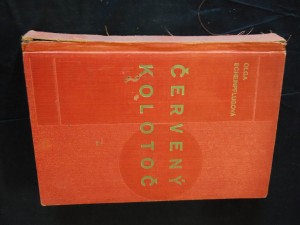 OLGA
SCHEINPFLUGOVÁ
ČERVENÝ
KOLOTOČ